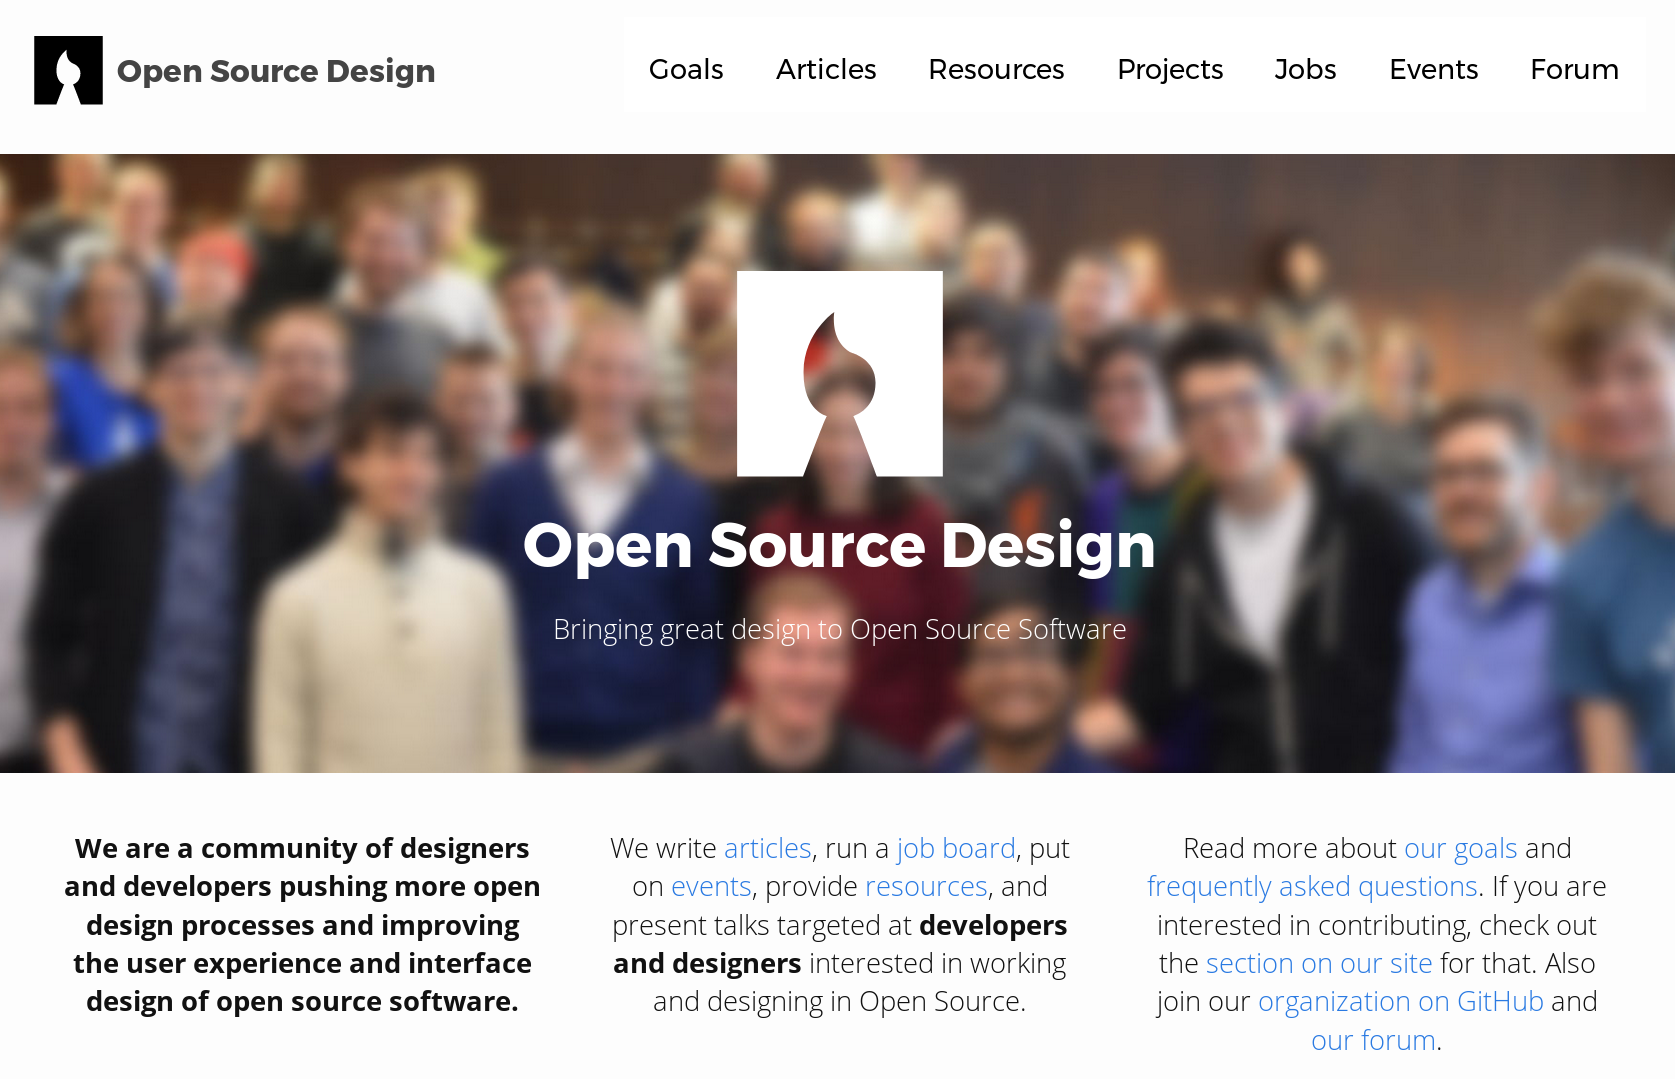 Open Source Design
Goals Articles Resources Projects Jobs Events Forum
Open Source Design
Bringing great design to Open Source Software
We are a community of designers
and developers pushing more open
design processes and improving
the user experience and interface
design of open source software.
We write articles, run a job board, put
on events, provide resources, and
present talks targeted at developers
and designers interested in working
and designing in Open Source.
Read more about our goals and
frequently asked questions. If you are
interested in contributing, check out
the section on our site for that. Also
join our organization on GitHub and
our forum.